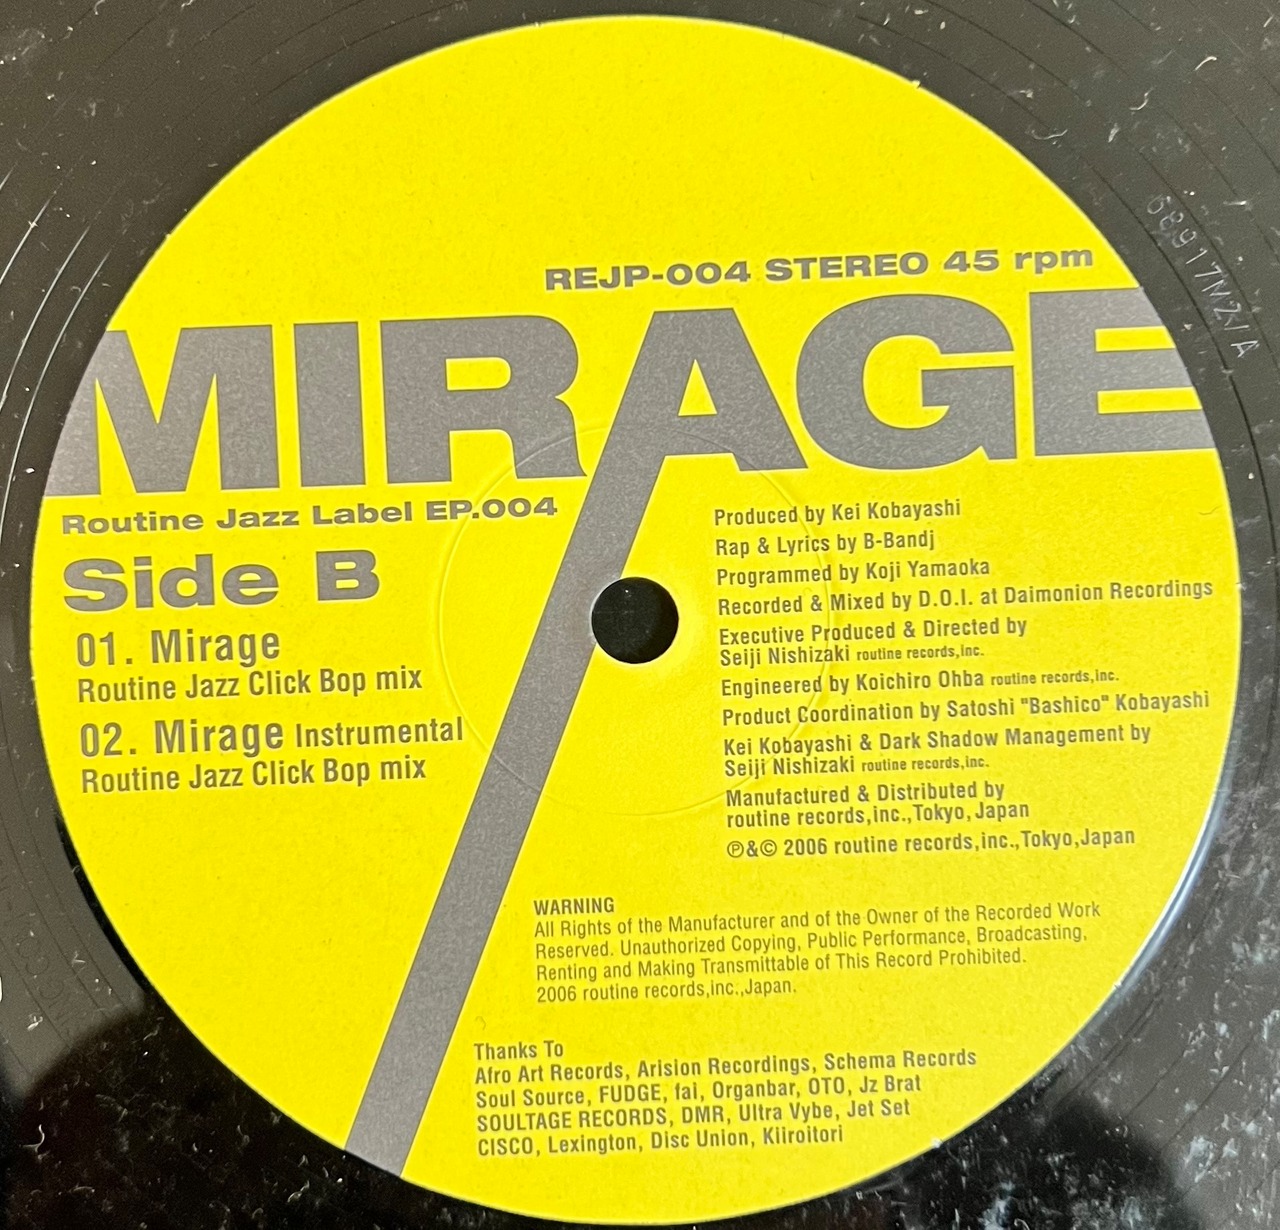 REJP-004 STEREO 45 rpm
MIRAGE
Routine Jazz Label EP.004
Side B
01. Mirage
Routine Jazz Click Bop mix
02. Mirage Instrumental
Routine Jazz Click Bop mix
Produced by Kei Kobayashi
Rap & Lyrics by B-Bandj
Programmed by Koji Yamaoka
Recorded & Mixed by D.O.I. at Daimonion Recordings
Executive Produced & Directed by
Seiji Nishizaki routine records,inc.
Engineered by Koichiro Ohba routine records,inc.
Product Coordination by Satoshi "Bashico" Kobayashi
Kei Kobayashi & Dark Shadow Management by
Seiji Nishizaki routine records,inc.
Manufactured & Distributed by
routine records,inc.,Tokyo,Japan
℗&© 2006 routine records,inc.,Tokyo,Japan
WARNING
All Rights of the Manufacturer and of the Owner of the Recorded Work
Reserved. Unauthorized Copying, Public Performance, Broadcasting,
Renting and Making Transmittable of This Record Prohibited.
2006 routine records,inc.,Japan.
Thanks To
Afro Art Records, Arision Recordings, Schema Records
Soul Source, FUDGE, fai, Organbar, OTO, Jz Brat
SOULTAGE RECORDS, DMR, Ultra Vybe, Jet Set
CISCO, Lexington, Disc Union, Kiiroitori
68917M2/A